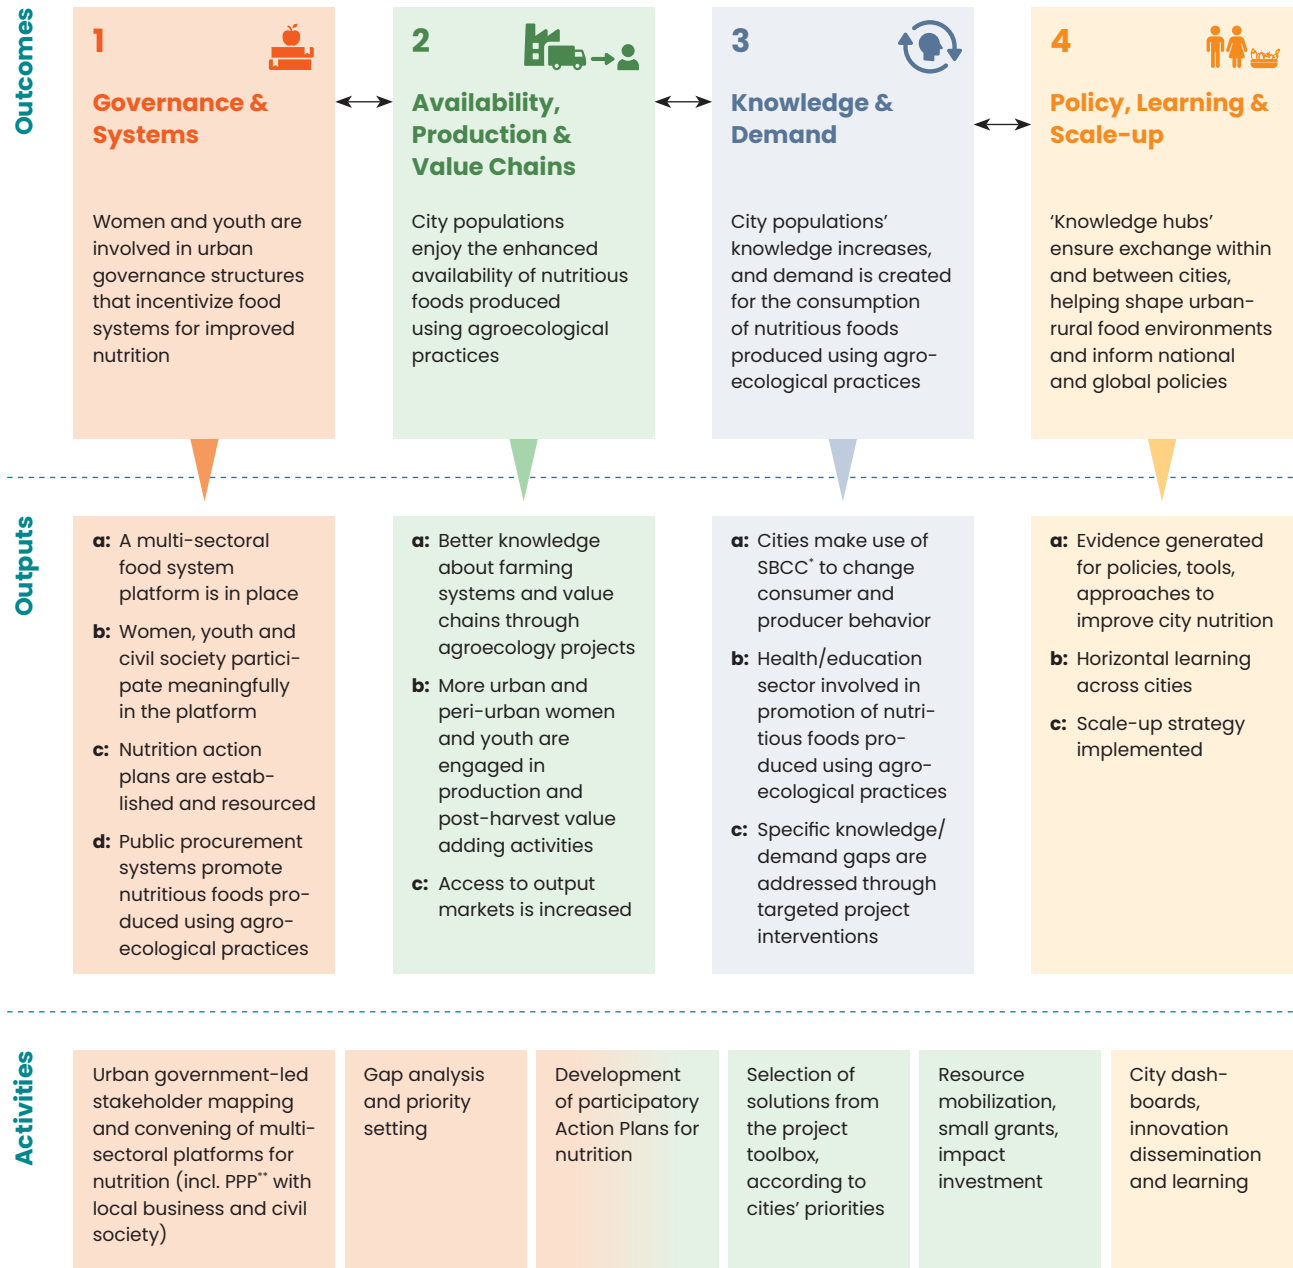 Outcomes
1
Governance &
Systems
Women and youth are
involved in urban
governance structures
that incentivize food
systems for improved
nutrition
2
Availability,
Production &
Value Chains
City populations
enjoy the enhanced
availability of nutritious
foods produced
using agroecological
practices
3
Knowledge &
Demand
City populations’
knowledge increases,
and demand is created
for the consumption
of nutritious foods
produced using agro-
ecological practices
4
Policy, Learning &
Scale-up
‘Knowledge hubs’
ensure exchange within
and between cities,
helping shape urban-
rural food environments
and inform national
and global policies
Outputs
a: A multi-sectoral
food system
platform is in place
b: Women, youth and
civil society partici-
pate meaningfully
in the platform
c: Nutrition action
plans are estab-
lished and resourced
d: Public procurement
systems promote
nutritious foods pro-
duced using agro-
ecological practices
a: Better knowledge
about farming
systems and value
chains through
agroecology projects
b: More urban and
peri-urban women
and youth are
engaged in
production and
post-harvest value
adding activities
c: Access to output
markets is increased
a: Cities make use of
SBCC* to change
consumer and
producer behavior
b: Health/education
sector involved in
promotion of nutri-
tious foods pro-
duced using agro-
ecological practices
c: Specific knowledge/
demand gaps are
addressed through
targeted project
interventions
a: Evidence generated
for policies, tools,
approaches to
improve city nutrition
b: Horizontal learning
across cities
c: Scale-up strategy
implemented
Activities
Urban government-led
stakeholder mapping
and convening of multi-
sectoral platforms for
nutrition (incl. PPP** with
local business and civil
society)
Gap analysis
and priority
setting
Development
of participatory
Action Plans for
nutrition
Selection of
solutions from
the project
toolbox,
according to
cities’ priorities
Resource
mobilization,
small grants,
impact
investment
City dash-
boards,
innovation
dissemination
and learning